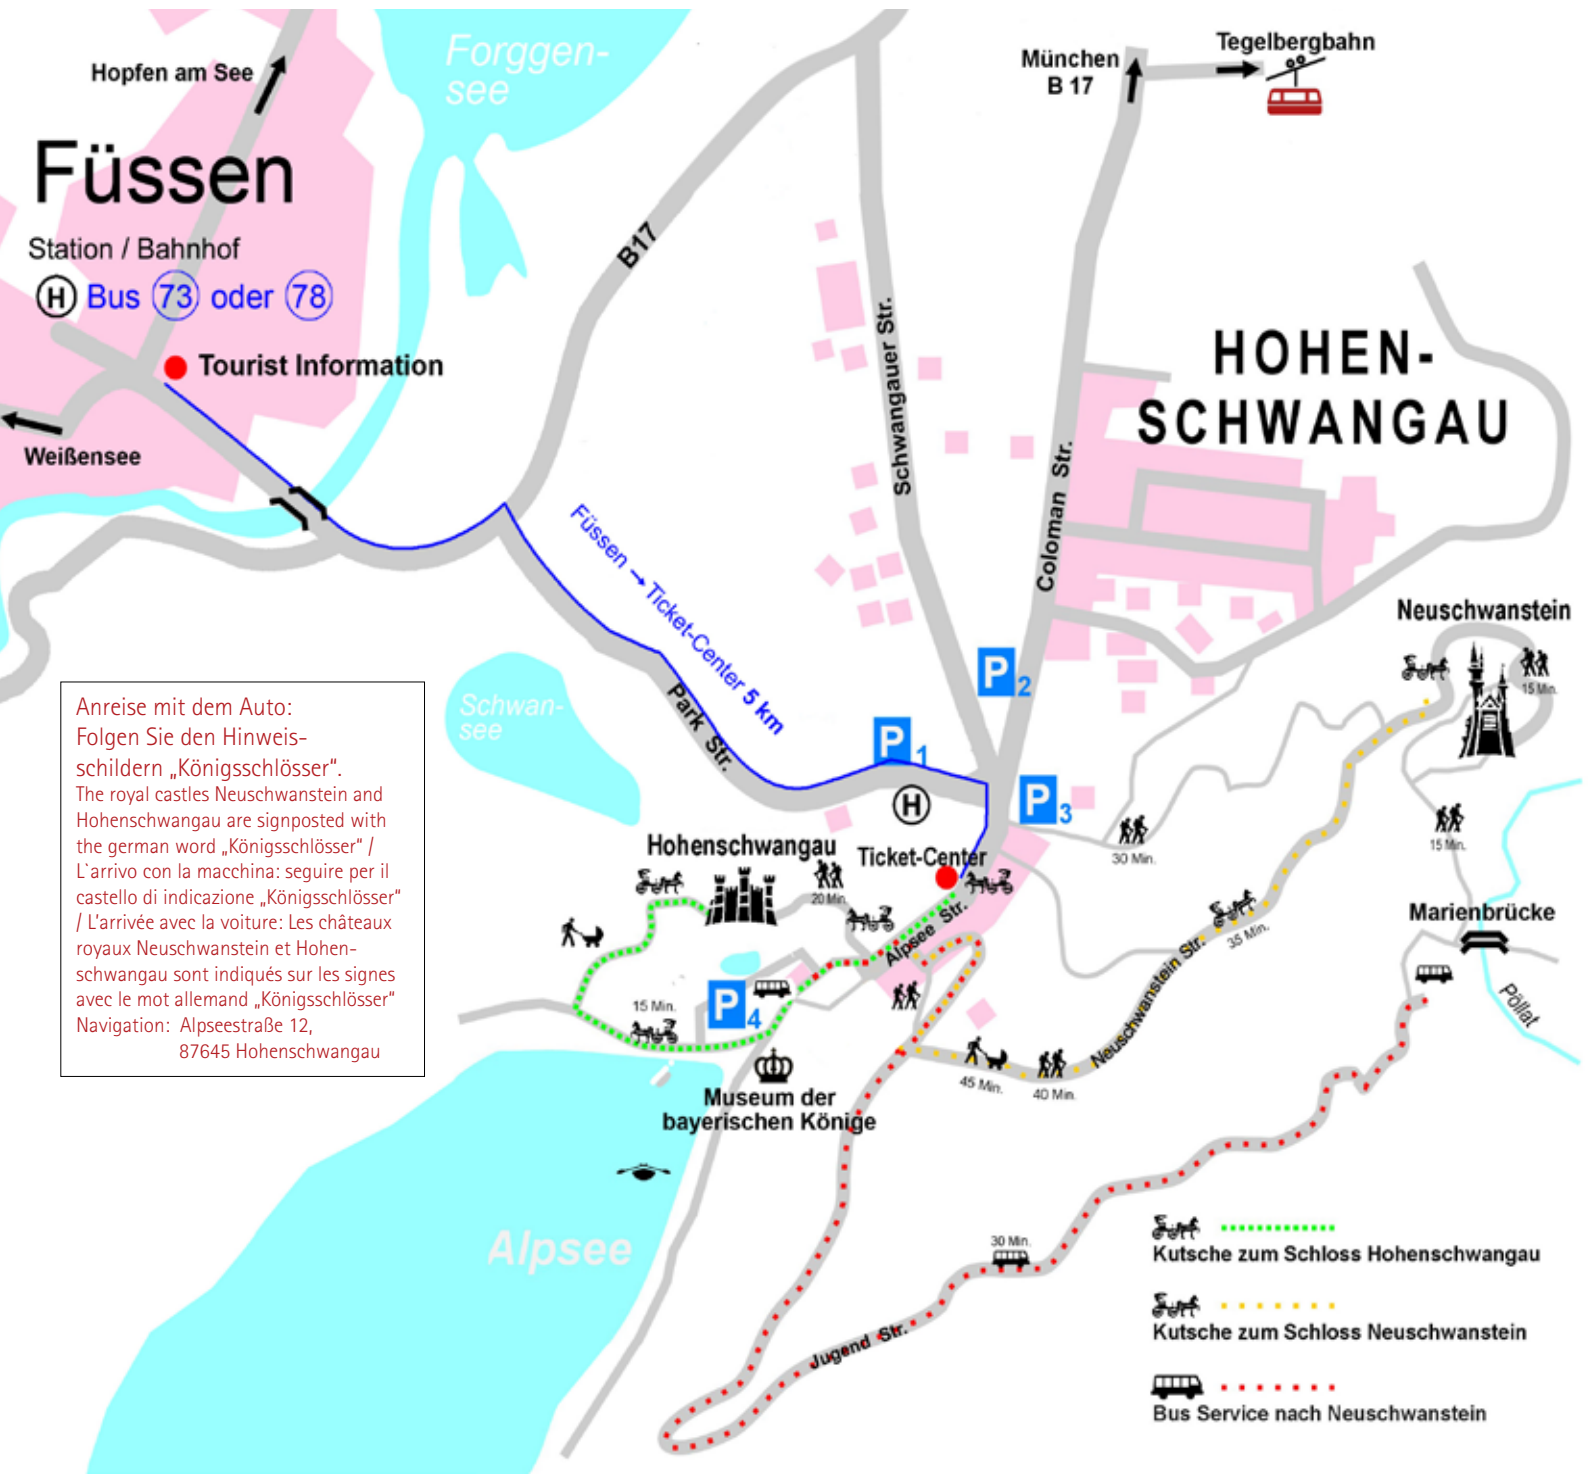 Forggen-
see
Hopfen am See
Füssen
Station / Bahnhof
H Bus 73 oder 78
Tourist Information
Weißensee
B17
München
B 17
Tegelbergbahn
HOHEN-
SCHWANGAU
Schwangauer Str.
Coloman Str.
Füssen → Ticket-Center 5 km
Park Str.
Schwan-
see
P1
P2
P3
H
Neuschwanstein
15 Min.
15 Min.
30 Min.
Anreise mit dem Auto:
Folgen Sie den Hinweis-
schildern „Königsschlösser“.
The royal castles Neuschwanstein and
Hohenschwangau are signposted with
the german word „Königsschlösser“ /
L`arrivo con la macchina: seguire per il
castello di indicazione „Königsschlösser“
/ L'arrivée avec la voiture: Les châteaux
royaux Neuschwanstein et Hohen-
schwangau sont indiqués sur les signes
avec le mot allemand „Königsschlösser“
Navigation: Alpseestraße 12,
87645 Hohenschwangau
Hohenschwangau
Ticket-Center
20 Min.
Alpsee Str.
15 Min.
P4
Museum der
bayerischen Könige
Neuschwanstein Str.
35 Min.
45 Min.
40 Min.
Marienbrücke
Pöllat
Alpsee
30 Min.
Jugend Str.
Kutsche zum Schloss Hohenschwangau
Kutsche zum Schloss Neuschwanstein
Bus Service nach Neuschwanstein